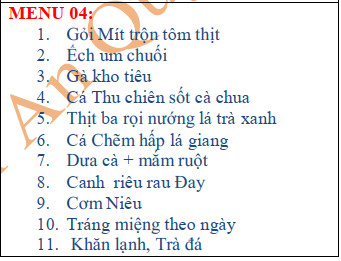 MENU 04:
1. Gỏi Mít trộn tôm thịt
2. Ếch um chuối
3. Gà kho tiêu
4. Cá Thu chiên sốt cà chua
5. Thịt ba rọi nướng lá trà xanh
6. Cá Chẽm hấp lá giang
7. Dưa cà + mắm ruột
8. Canh riêu rau Đay
9. Cơm Niêu
10. Tráng miệng theo ngày
11. Khăn lạnh, Trà đá
An